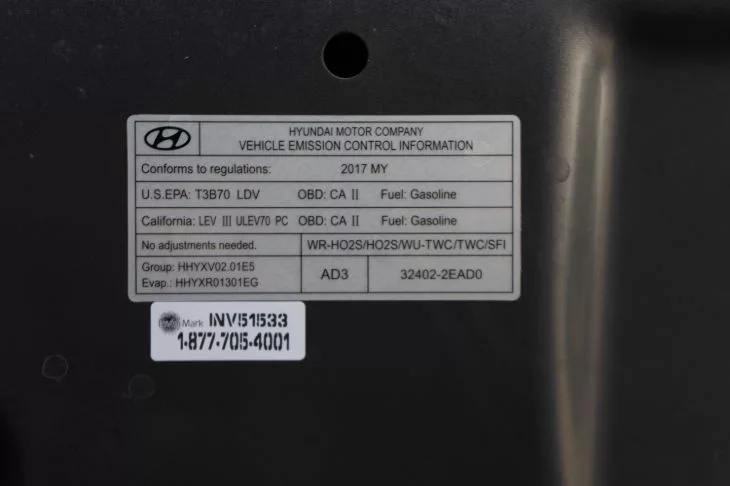 HYUNDAI MOTOR COMPANY
VEHICLE EMISSION CONTROL INFORMATION
Conforms to regulations: 2017 MY
U.S.EPA: T3B70 LDV OBD: CA II Fuel: Gasoline
California: LEV III ULEV70 PC OBD: CA II Fuel: Gasoline
No adjustments needed. WR-HO2S/HO2S/WU-TWC/TWC/SFI
Group: HHYXV02.01E5
Evap.: HHYXR01301EG
AD3 32402-2EAD0
Mark INV51533
1-877-705-4001